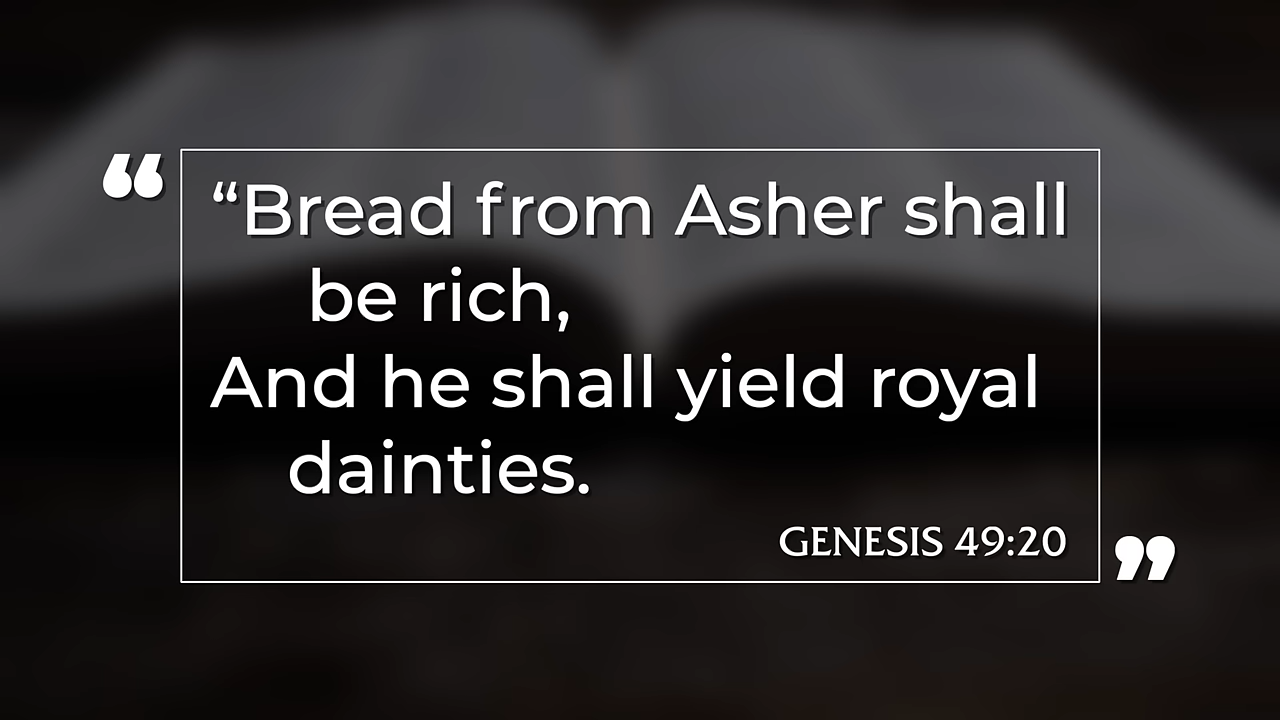 “Bread from Asher shall
be rich,
And he shall yield royal
dainties.
GENESIS 49:20